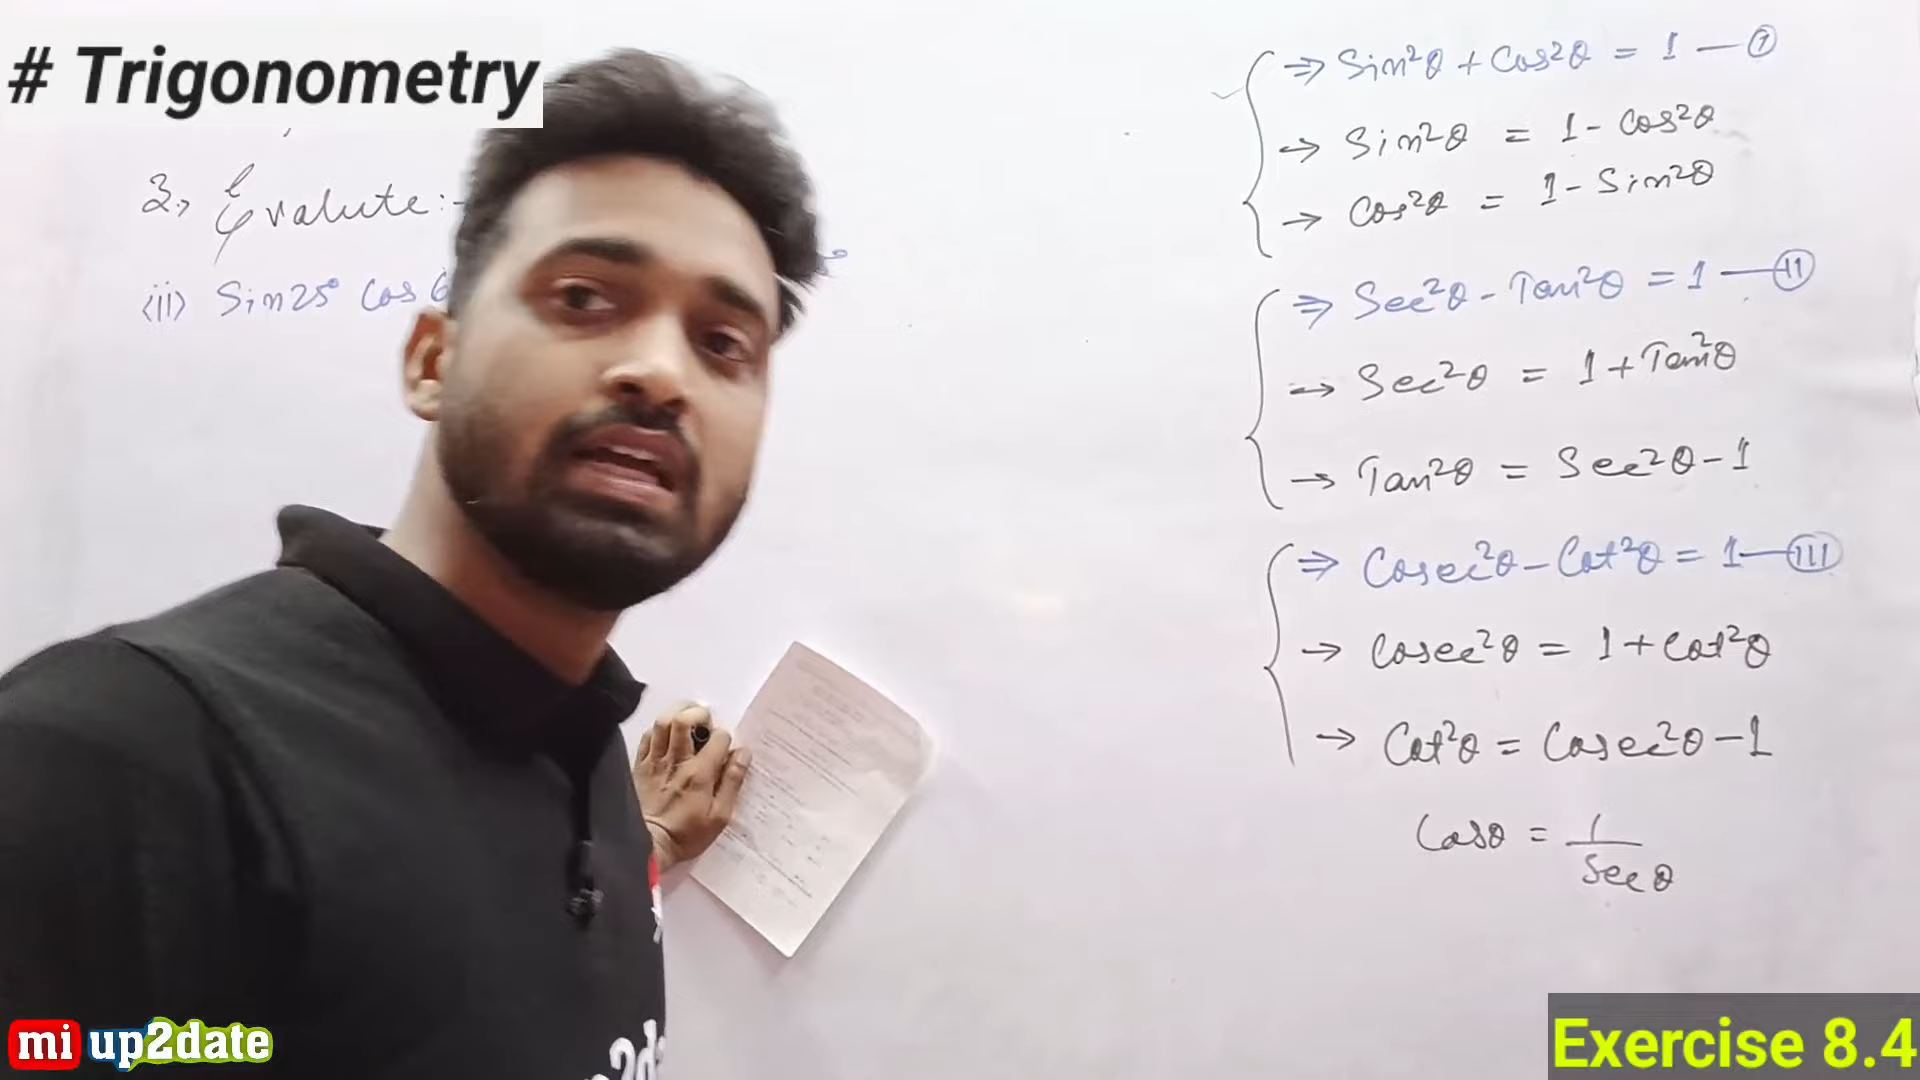 # Trigonometry
3., Evalute :-
(ii) Sin25° Cos 6
⇒ Sin²θ + Cos²θ = 1 — (I)
→ Sin²θ = 1 - Cos²θ
→ Cos²θ = 1 - Sin²θ
⇒ Sec²θ - Tan²θ = 1 — (II)
→ Sec²θ = 1 + Tan²θ
→ Tan²θ = Sec²θ - 1
⇒ Cosec²θ - Cot²θ = 1 — (III)
→ Cosec²θ = 1 + Cot²θ
→ Cot²θ = Cosec²θ - 1
Cosθ = 1/Secθ
mi up2date
Exercise 8.4